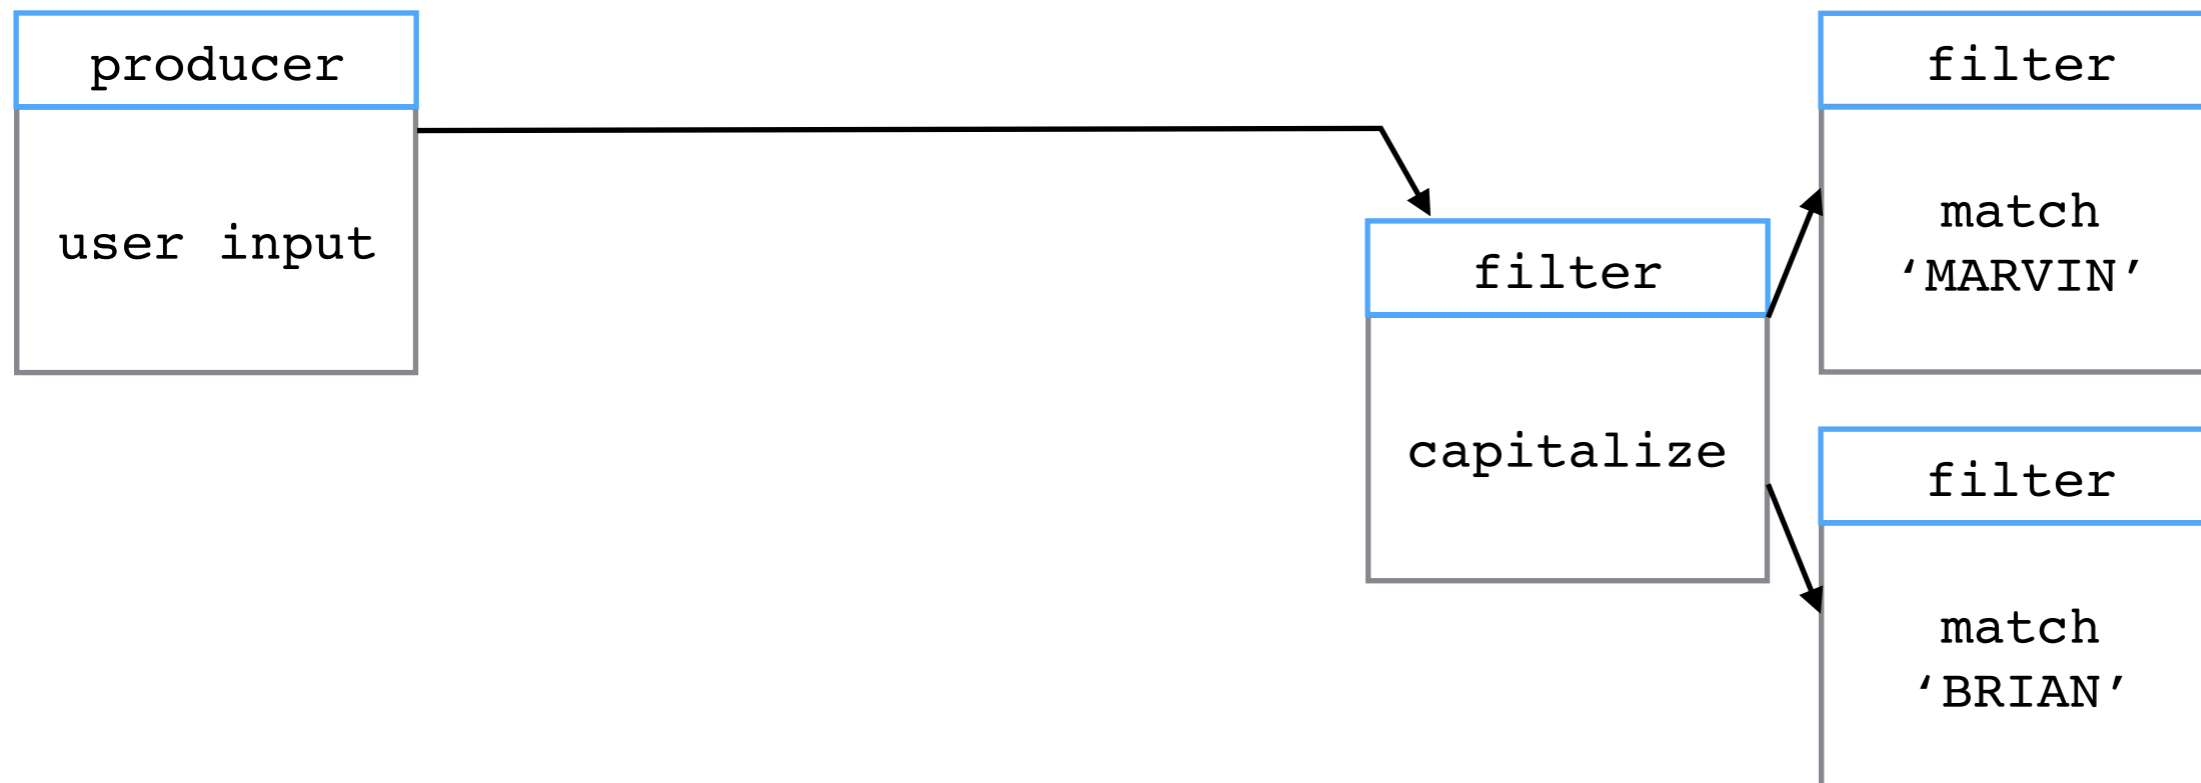 producer
user input
filter
capitalize
filter
match
‘MARVIN’
filter
match
‘BRIAN’